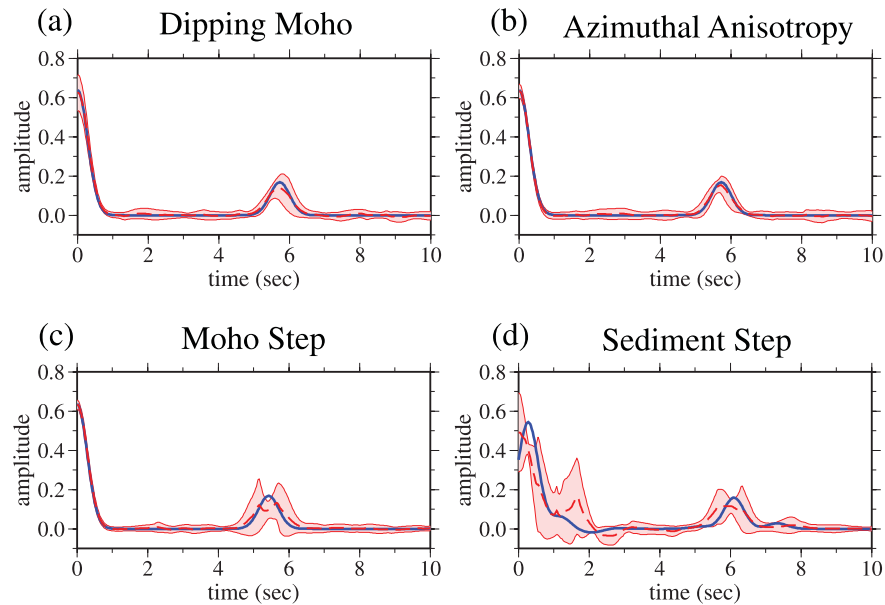 (a) Dipping Moho
0.8
0.6
0.4
0.2
0.0
amplitude
0 2 4 6 8 10
time (sec)
(b) Azimuthal Anisotropy
0.8
0.6
0.4
0.2
0.0
amplitude
0 2 4 6 8 10
time (sec)
(c) Moho Step
0.8
0.6
0.4
0.2
0.0
amplitude
0 2 4 6 8 10
time (sec)
(d) Sediment Step
0.8
0.6
0.4
0.2
0.0
amplitude
0 2 4 6 8 10
time (sec)